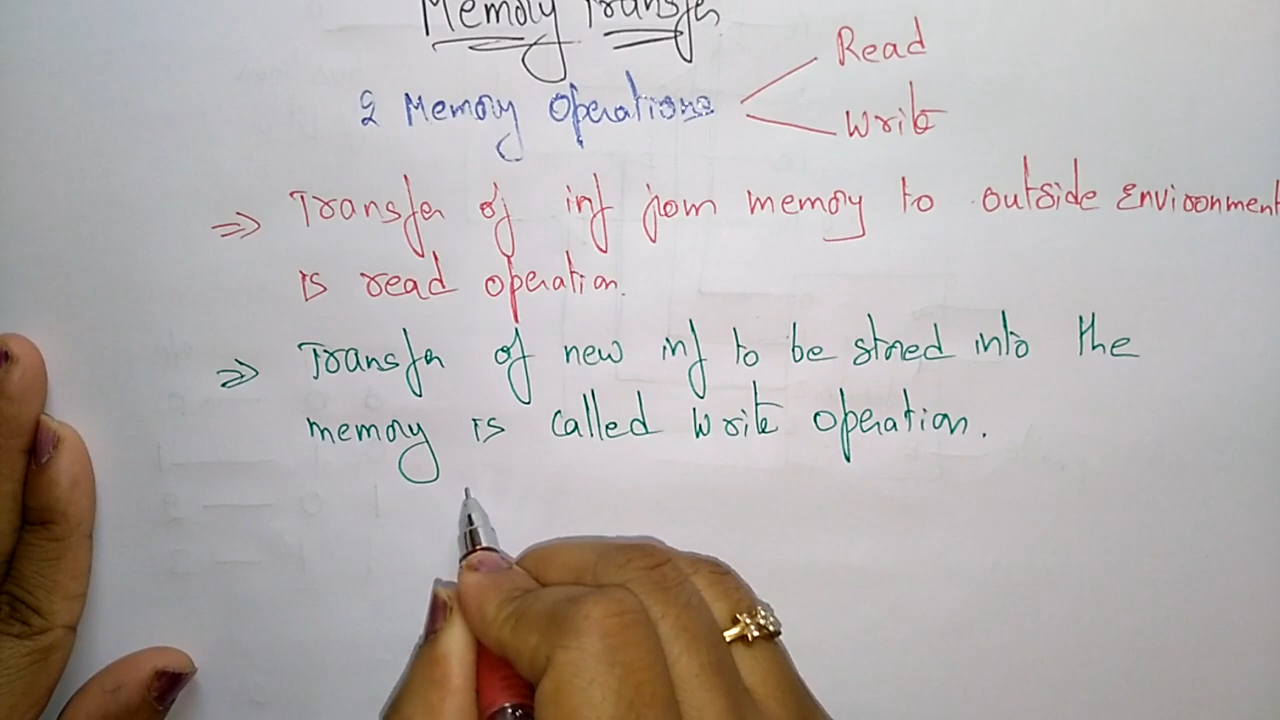 Memory Transfer
2 Memory Operations
Read
Write
⇒ Transfer of inf from memory to outside Environment
is read operation.
⇒ Transfer of new inf to be stored into the
memory is called Write operation.